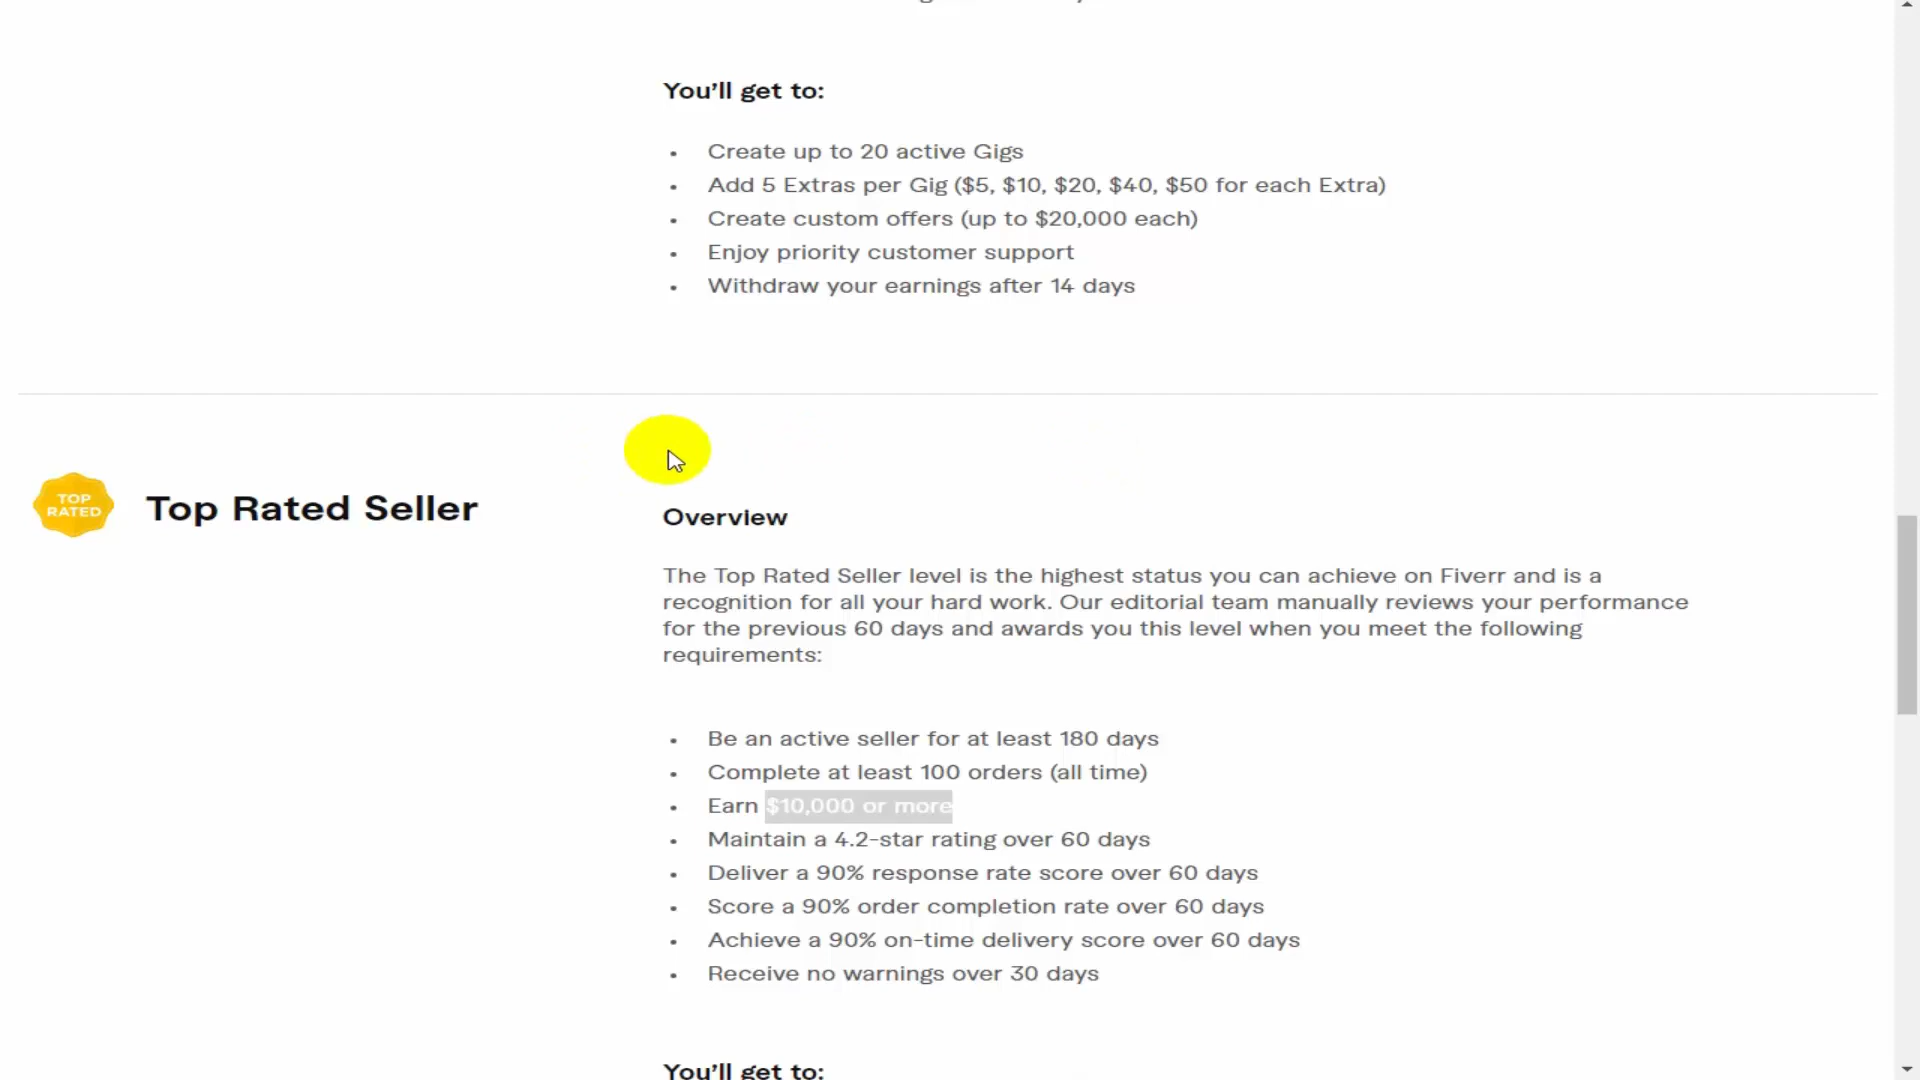 You'll get to:
• Create up to 20 active Gigs
• Add 5 Extras per Gig ($5, $10, $20, $40, $50 for each Extra)
• Create custom offers (up to $20,000 each)
• Enjoy priority customer support
• Withdraw your earnings after 14 days
TOP
RATED
Top Rated Seller
Overview
The Top Rated Seller level is the highest status you can achieve on Fiverr and is a
recognition for all your hard work. Our editorial team manually reviews your performance
for the previous 60 days and awards you this level when you meet the following
requirements:
• Be an active seller for at least 180 days
• Complete at least 100 orders (all time)
• Earn $10,000 or more
• Maintain a 4.2-star rating over 60 days
• Deliver a 90% response rate score over 60 days
• Score a 90% order completion rate over 60 days
• Achieve a 90% on-time delivery score over 60 days
• Receive no warnings over 30 days
You'll get to: